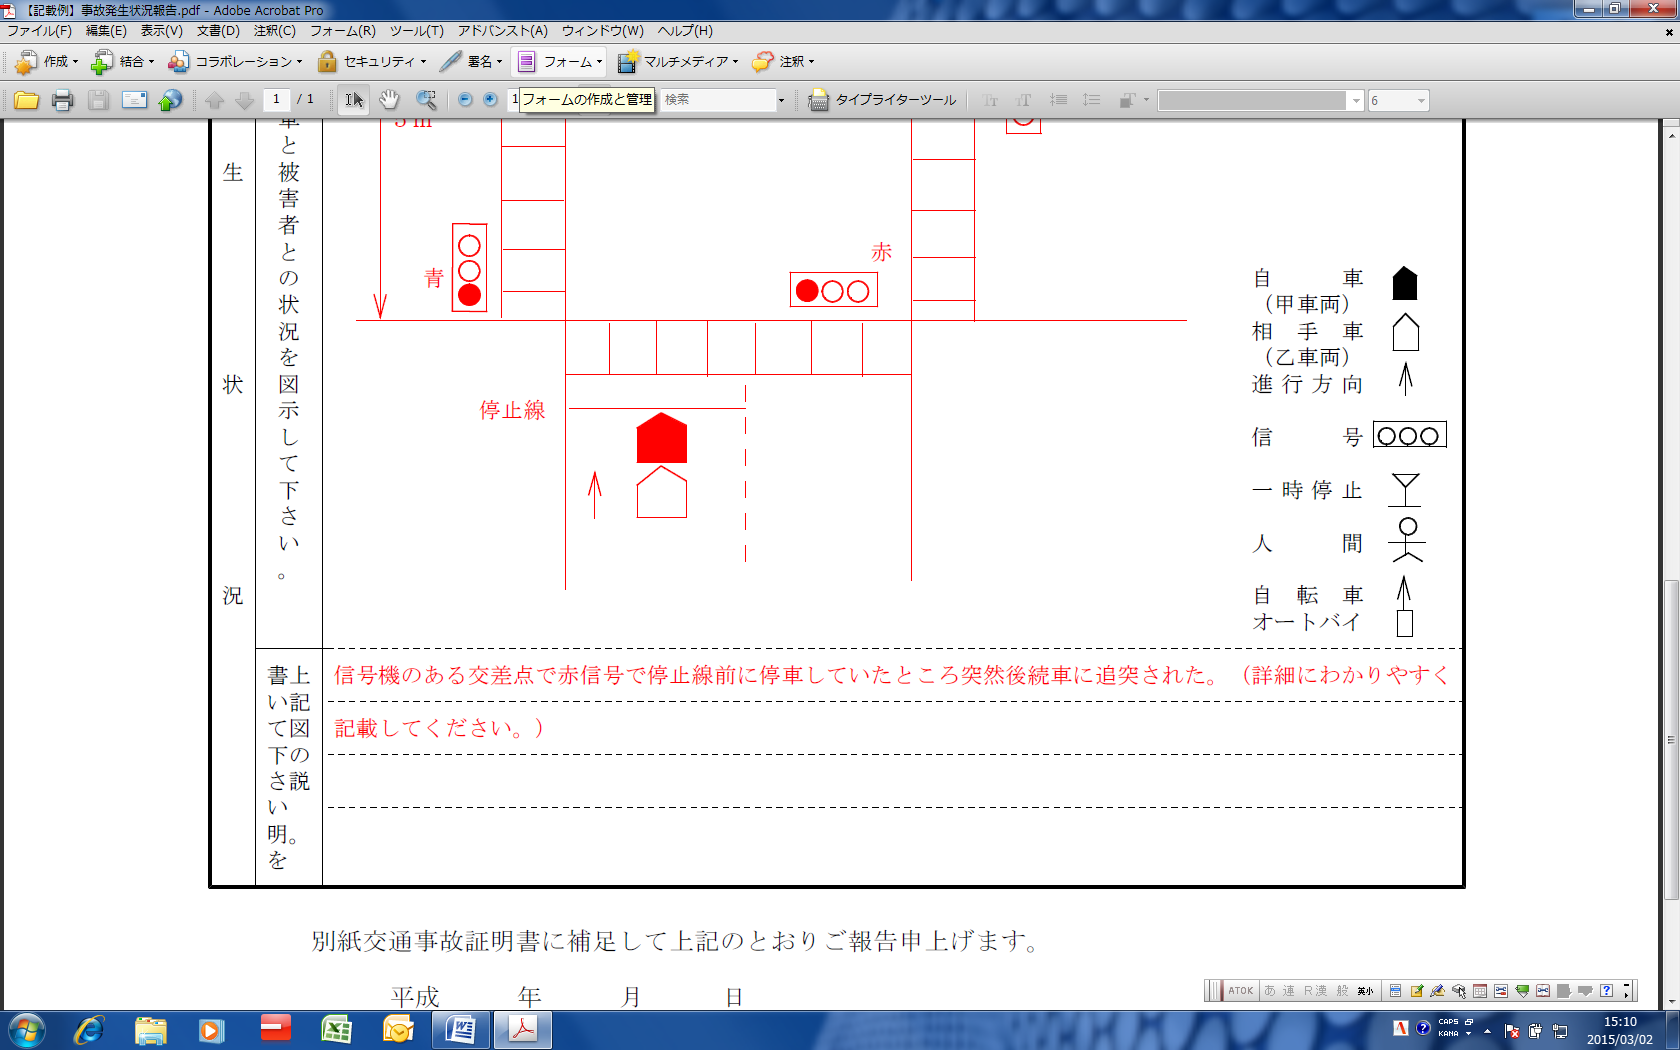 【記載例】事故発生状況報告.pdf - Adobe Acrobat Pro
ファイル(F) 編集(E) 表示(V) 文書(D) 注釈(C) フォーム(R) ツール(T) アドバンスト(A) ウィンドウ(W) ヘルプ(H)
作成 結合 コラボレーション セキュリティ 署名 フォーム マルチメディア 注釈
1 / 1
フォームの作成と管理
検索
タイプライターツール
6
生
状
況
車と被害者との状況を図示して下さい。
5 m
青
赤
停止線
自車
（甲車両）
相手車
（乙車両）
進行方向
信号
一時停止
人間
自転車
オートバイ
上記図の説明を
書いて下さい。
信号機のある交差点で赤信号で停止線前に停車していたところ突然後続車に追突された。（詳細にわかりやすく
記載してください。）
別紙交通事故証明書に補足して上記のとおりご報告申上げます。
平成 年 月 日
ATOK あ 連 R漢 般 英小
CAPS
KANA
15:10
2015/03/02